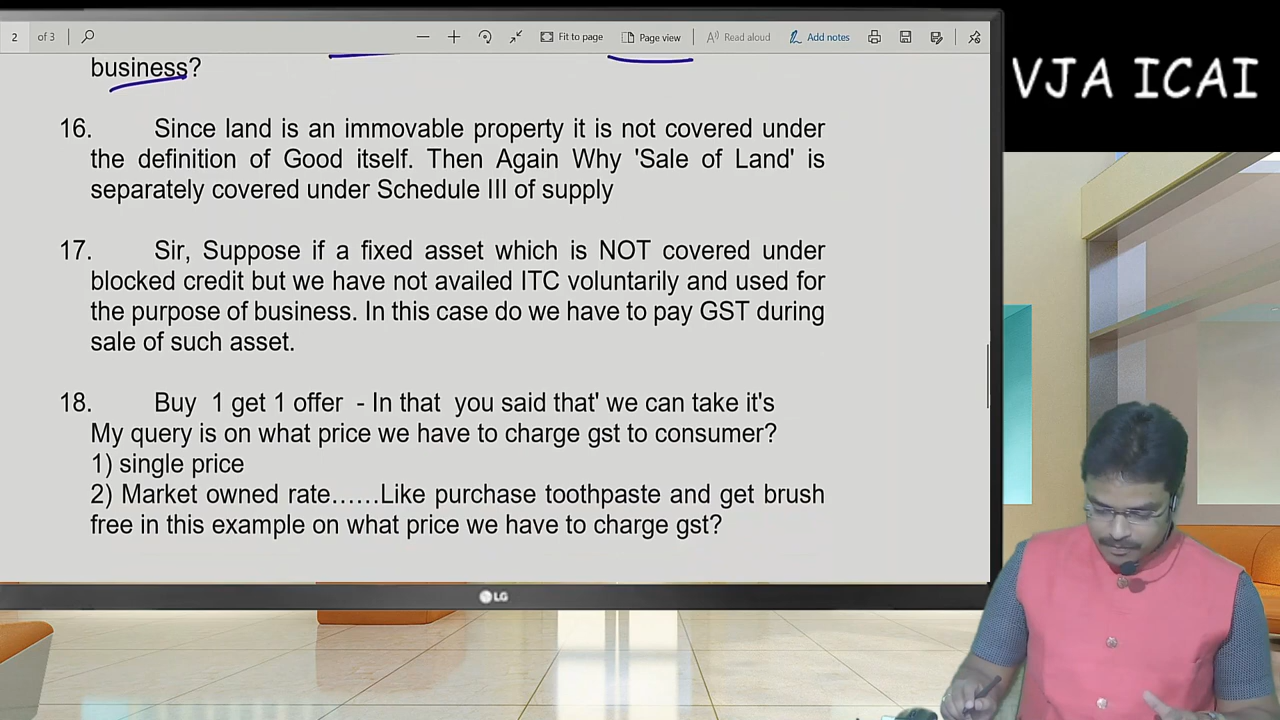 2 of 3 Fit to page Page view Read aloud Add notes
VJA ICAI
business?
16. Since land is an immovable property it is not covered under
the definition of Good itself. Then Again Why 'Sale of Land' is
separately covered under Schedule III of supply
17. Sir, Suppose if a fixed asset which is NOT covered under
blocked credit but we have not availed ITC voluntarily and used for
the purpose of business. In this case do we have to pay GST during
sale of such asset.
18. Buy 1 get 1 offer - In that you said that' we can take it's
My query is on what price we have to charge gst to consumer?
1) single price
2) Market owned rate......Like purchase toothpaste and get brush
free in this example on what price we have to charge gst?
LG